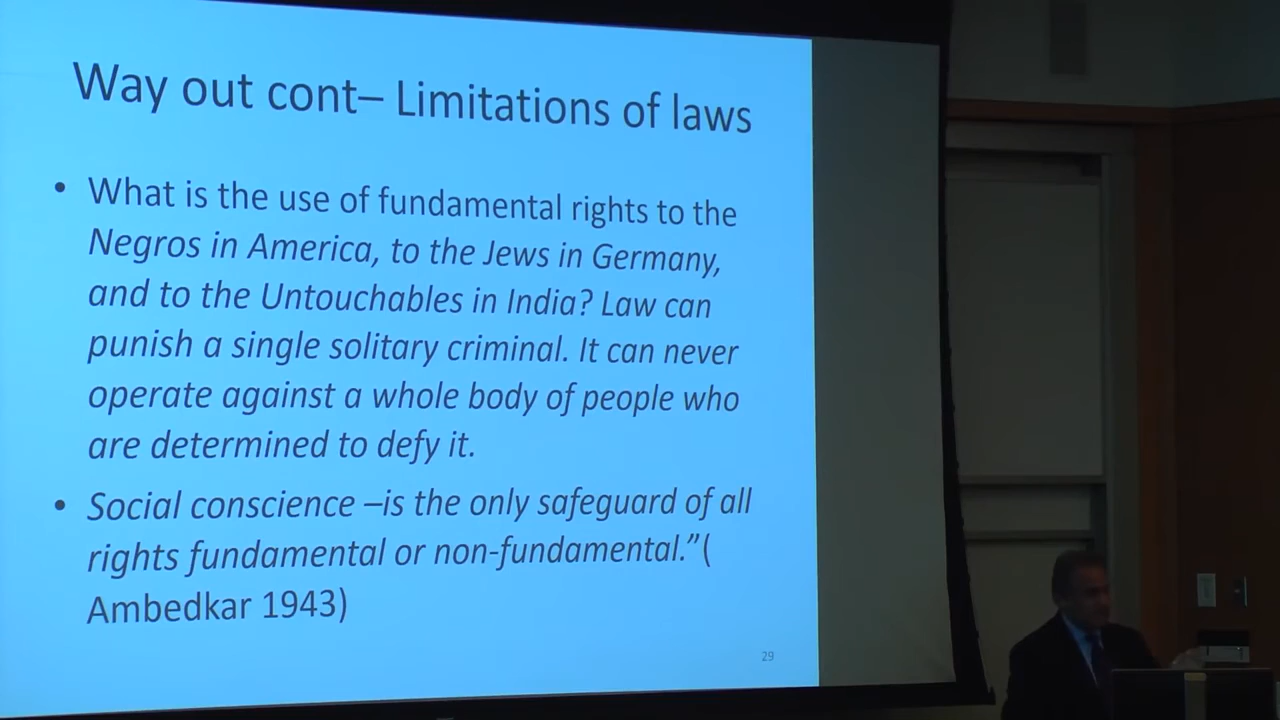 Way out cont– Limitations of laws
• What is the use of fundamental rights to the
Negros in America, to the Jews in Germany,
and to the Untouchables in India? Law can
punish a single solitary criminal. It can never
operate against a whole body of people who
are determined to defy it.
• Social conscience –is the only safeguard of all
rights fundamental or non-fundamental.”(
Ambedkar 1943)
29